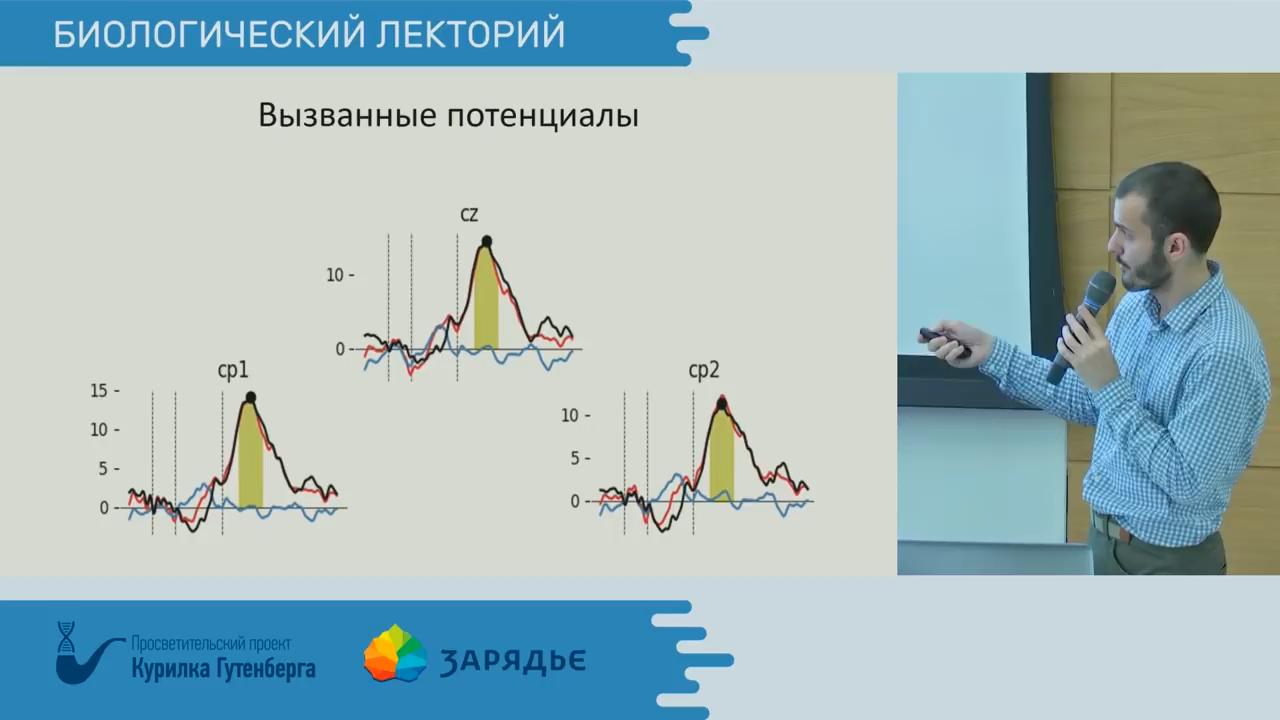 БИОЛОГИЧЕСКИЙ ЛЕКТОРИЙ
Вызванные потенциалы
cz
10 -
0 -
cp1
15 -
10 -
5 -
0 -
cp2
10 -
5 -
0 -
Просветительский проект
Курилка Гутенберга
ЗАРЯДЬЕ